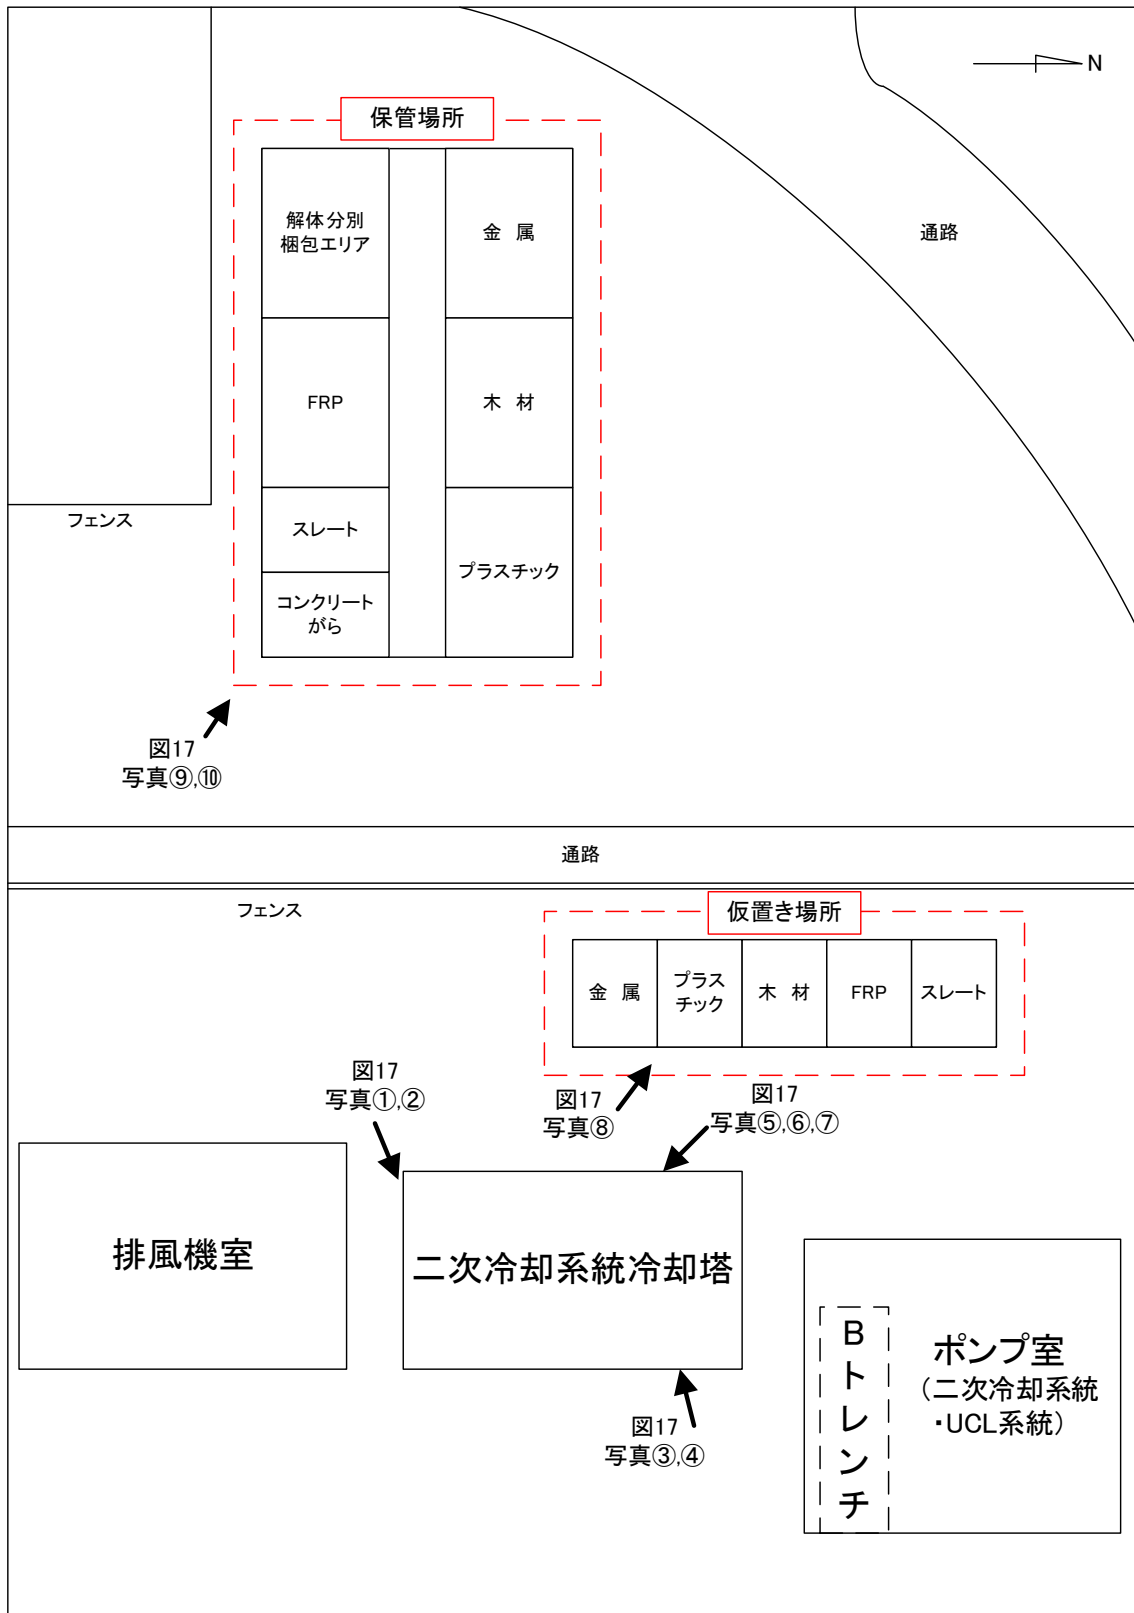 N
保管場所
解体分別
梱包エリア
金 属
通路
FRP
木 材
フェンス
スレート
プラスチック
コンクリート
がら
図17
写真⑨,⑩
通路
フェンス
仮置き場所
金 属
プラス
チック
木 材
FRP
スレート
図17
写真①,②
図17
写真⑧
図17
写真⑤,⑥,⑦
排風機室
二次冷却系統冷却塔
Bトレンチ
ポンプ室
(二次冷却系統
・UCL系統)
図17
写真③,④